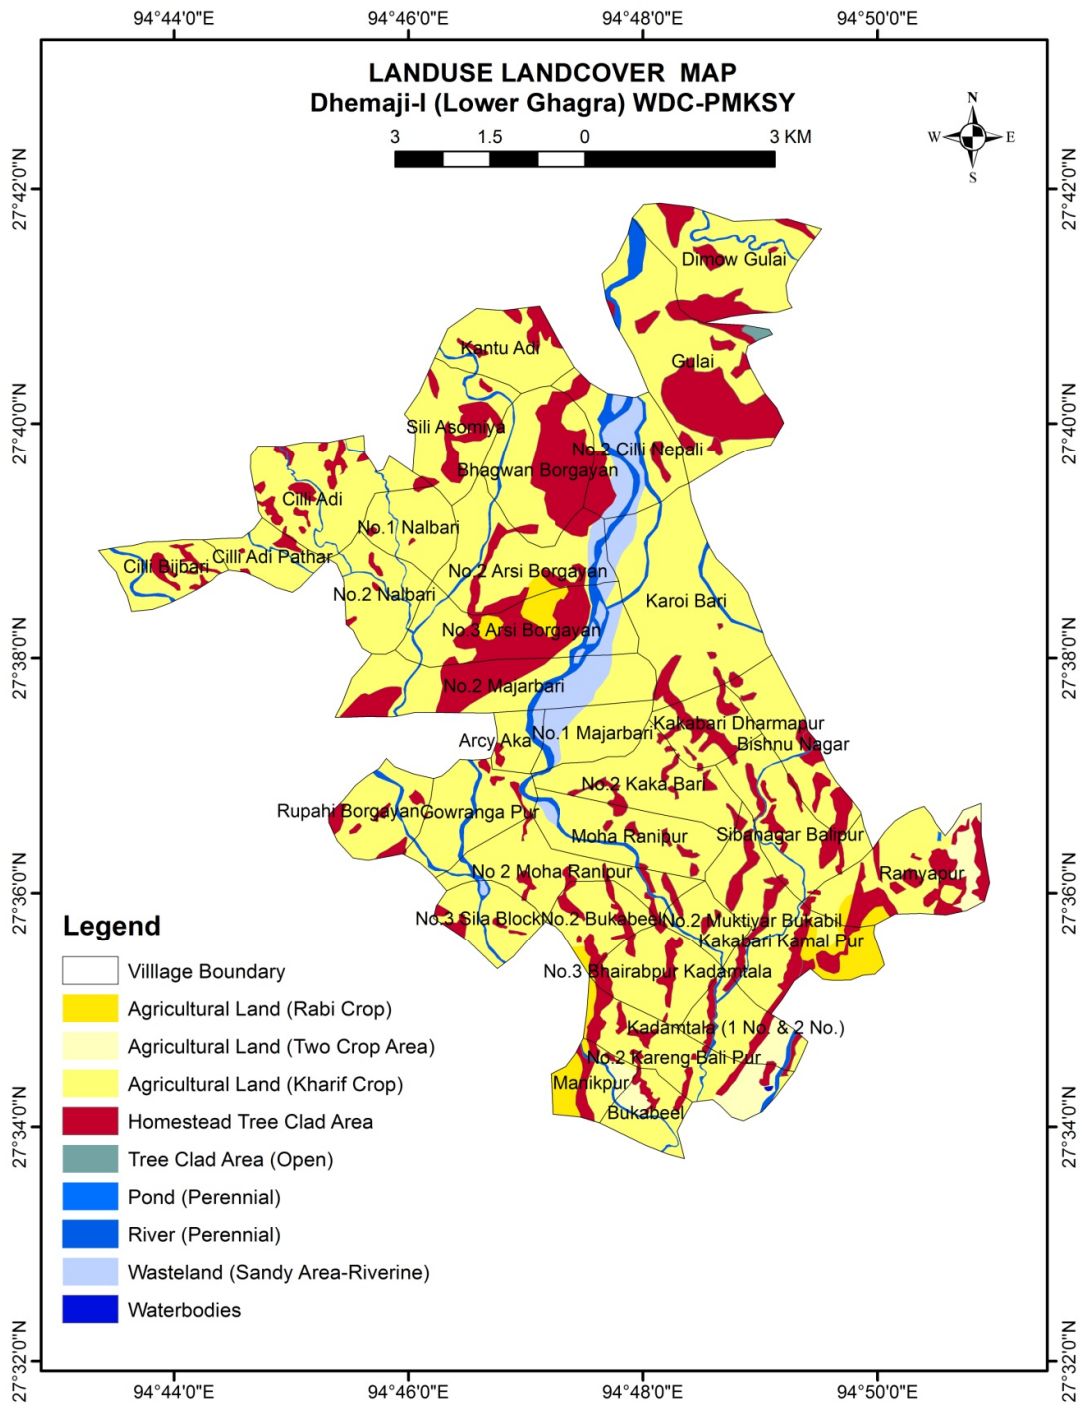 94°44'0"E 94°46'0"E 94°48'0"E 94°50'0"E
LANDUSE LANDCOVER MAP
Dhemaji-I (Lower Ghagra) WDC-PMKSY
3 1.5 0 3 KM
N
W E
S
27°42'0"N 27°42'0"N
Dimow Gulai
Kantu Adi
Gulai
27°40'0"N 27°40'0"N
Sili Asomiya
No.2 Cilli Nepali
Bhagwan Borgayan
Cilli Adi
No.1 Nalbari
Cilli Adi Pathar
Cilli Bijbari
No.2 Arsi Borgayan
No.2 Nalbari
Karoi Bari
No.3 Arsi Borgayan
27°38'0"N 27°38'0"N
No.2 Majarbari
Kakabari Dharmapur
No.1 Majarbari
Arcy Aka
Bishnu Nagar
No.2 Kaka Bari
Rupahi Borgayan
Gowranga Pur
Moha Ranipur
Sibanagar Balipur
No 2 Moha Ranipur
Ramyapur
27°36'0"N 27°36'0"N
No.3 Sila Block
No.2 Bukabeel
No.2 Muktiyar Bukabil
Kakabari Kamal Pur
No.3 Bhairabpur Kadamtala
Kadamtala (1 No. & 2 No.)
No.2 Kareng Bali Pur
Manikpur
Bukabeel
27°34'0"N 27°34'0"N
Legend
Villlage Boundary
Agricultural Land (Rabi Crop)
Agricultural Land (Two Crop Area)
Agricultural Land (Kharif Crop)
Homestead Tree Clad Area
Tree Clad Area (Open)
Pond (Perennial)
River (Perennial)
Wasteland (Sandy Area-Riverine)
Waterbodies
27°32'0"N 27°32'0"N
94°44'0"E 94°46'0"E 94°48'0"E 94°50'0"E